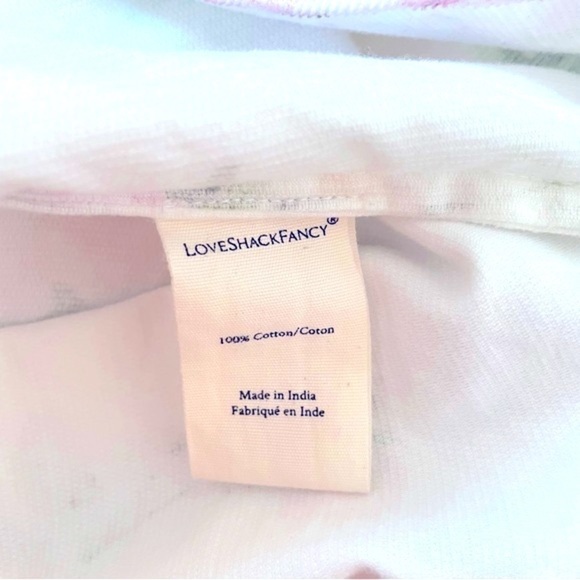 LoveShackFancy®
100% Cotton/Coton
Made in India
Fabriqué en Inde